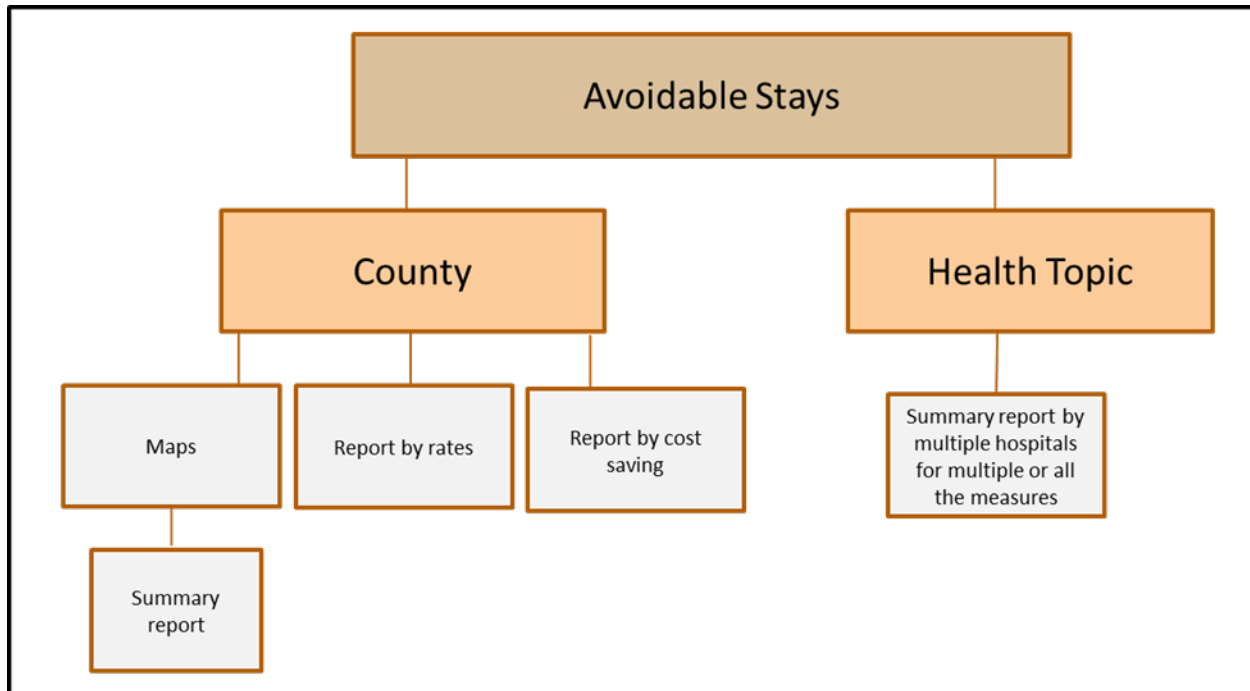 Avoidable Stays
County
Health Topic
Maps
Report by rates
Report by cost
saving
Summary report by
multiple hospitals
for multiple or all
the measures
Summary
report